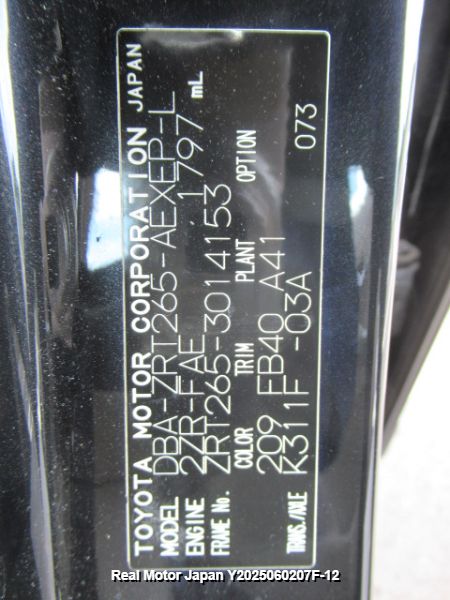 TOYOTA MOTOR CORPORATION JAPAN
MODEL DBA-ZRT265-AEXEP-L
ENGINE 2ZR-FAE 1797 mL
FRAME No. ZRT265-3014153
COLOR TRIM PLANT OPTION
209 FB40 A41
TRANS./AXLE K311F -03A 073
Real Motor Japan Y2025060207F-12